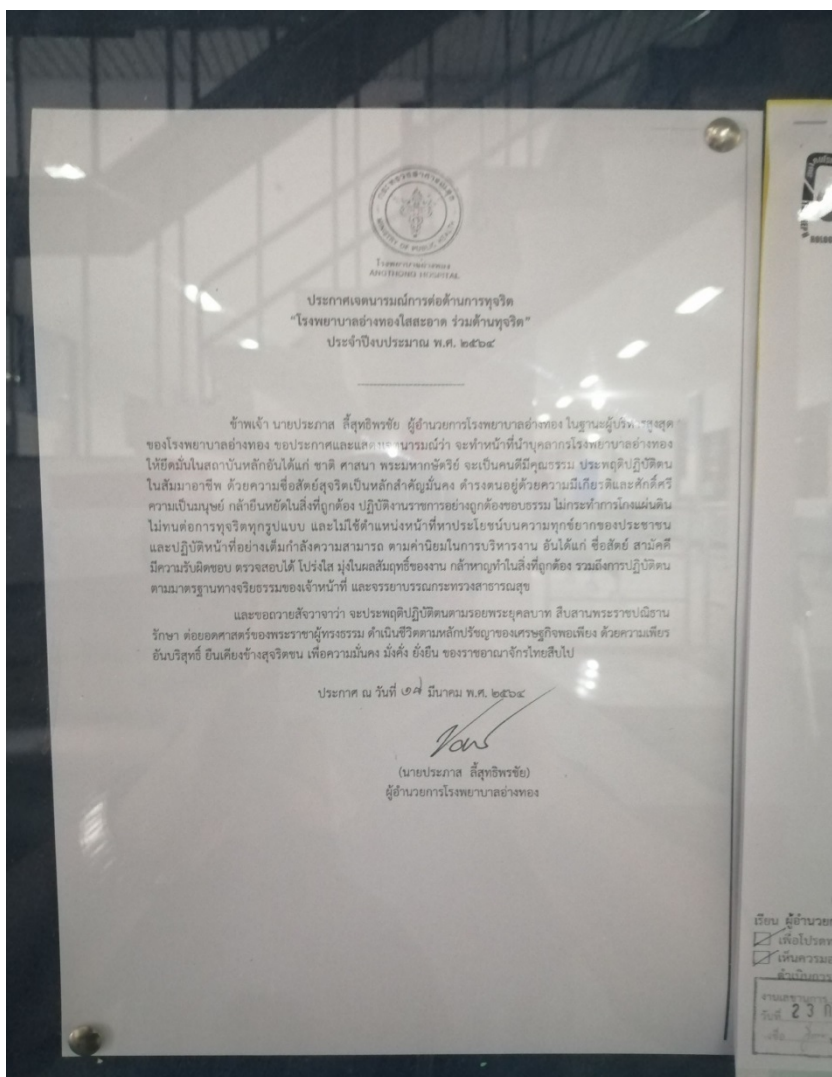 กระทรวงสาธารณสุข
MINISTRY OF PUBLIC HEALTH
โรงพยาบาลอ่างทอง
ANGTHONG HOSPITAL
ประกาศเจตนารมณ์การต่อต้านการทุจริต
“โรงพยาบาลอ่างทองใสสะอาด ร่วมต้านทุจริต”
ประจำปีงบประมาณ พ.ศ. ๒๕๖๔
ข้าพเจ้า นายประภาส ลี้สุทธิพรชัย ผู้อำนวยการโรงพยาบาลอ่างทอง ในฐานะผู้บริหารสูงสุด
ของโรงพยาบาลอ่างทอง ขอประกาศและแสดงเจตนารมณ์ว่า จะทำหน้าที่นำบุคลากรโรงพยาบาลอ่างทอง
ให้ยึดมั่นในสถาบันหลักอันได้แก่ ชาติ ศาสนา พระมหากษัตริย์ จะเป็นคนดีมีคุณธรรม ประพฤติปฏิบัติตน
ในสัมมาอาชีพ ด้วยความซื่อสัตย์สุจริตเป็นหลักสำคัญมั่นคง ดำรงตนอยู่ด้วยความมีเกียรติและศักดิ์ศรี
ความเป็นมนุษย์ กล้ายืนหยัดในสิ่งที่ถูกต้อง ปฏิบัติงานราชการอย่างถูกต้องชอบธรรม ไม่กระทำการโกงแผ่นดิน
ไม่ทนต่อการทุจริตทุกรูปแบบ และไม่ใช้ตำแหน่งหน้าที่หาประโยชน์บนความทุกข์ยากของประชาชน
และปฏิบัติหน้าที่อย่างเต็มกำลังความสามารถ ตามค่านิยมในการบริหารงาน อันได้แก่ ซื่อสัตย์ สามัคคี
มีความรับผิดชอบ ตรวจสอบได้ โปร่งใส มุ่งในผลสัมฤทธิ์ของงาน กล้าหาญทำในสิ่งที่ถูกต้อง รวมถึงการปฏิบัติตน
ตามมาตรฐานทางจริยธรรมของเจ้าหน้าที่ และจรรยาบรรณกระทรวงสาธารณสุข
และขอถวายสัจวาจาว่า จะประพฤติปฏิบัติตนตามรอยพระยุคลบาท สืบสานพระราชปณิธาน
รักษา ต่อยอดศาสตร์ของพระราชาผู้ทรงธรรม ดำเนินชีวิตตามหลักปรัชญาของเศรษฐกิจพอเพียง ด้วยความเพียร
อันบริสุทธิ์ ยืนเคียงข้างสุจริตชน เพื่อความมั่นคง มั่งคั่ง ยั่งยืน ของราชอาณาจักรไทยสืบไป
ประกาศ ณ วันที่ มีนาคม พ.ศ. ๒๕๖๔
(นายประภาส ลี้สุทธิพรชัย)
ผู้อำนวยการโรงพยาบาลอ่างทอง
เรียน
เพื่อโปรด
วันที่ 23